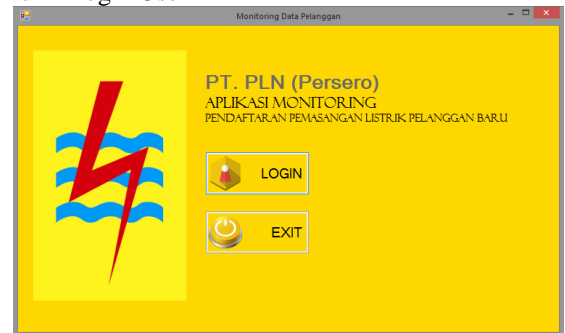 Monitoring Data Pelanggan
PT. PLN (Persero)
APLIKASI MONITORING
PENDAFTARAN PEMASANGAN LISTRIK PELANGGAN BARU
LOGIN
EXIT